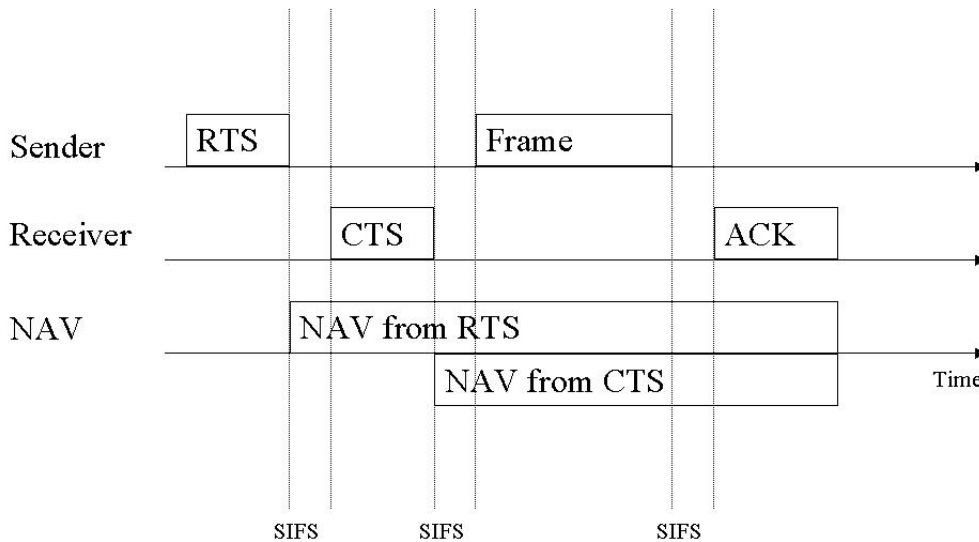 Sender
RTS
Frame
Receiver
CTS
ACK
NAV
NAV from RTS
NAV from CTS
Time
SIFS
SIFS
SIFS